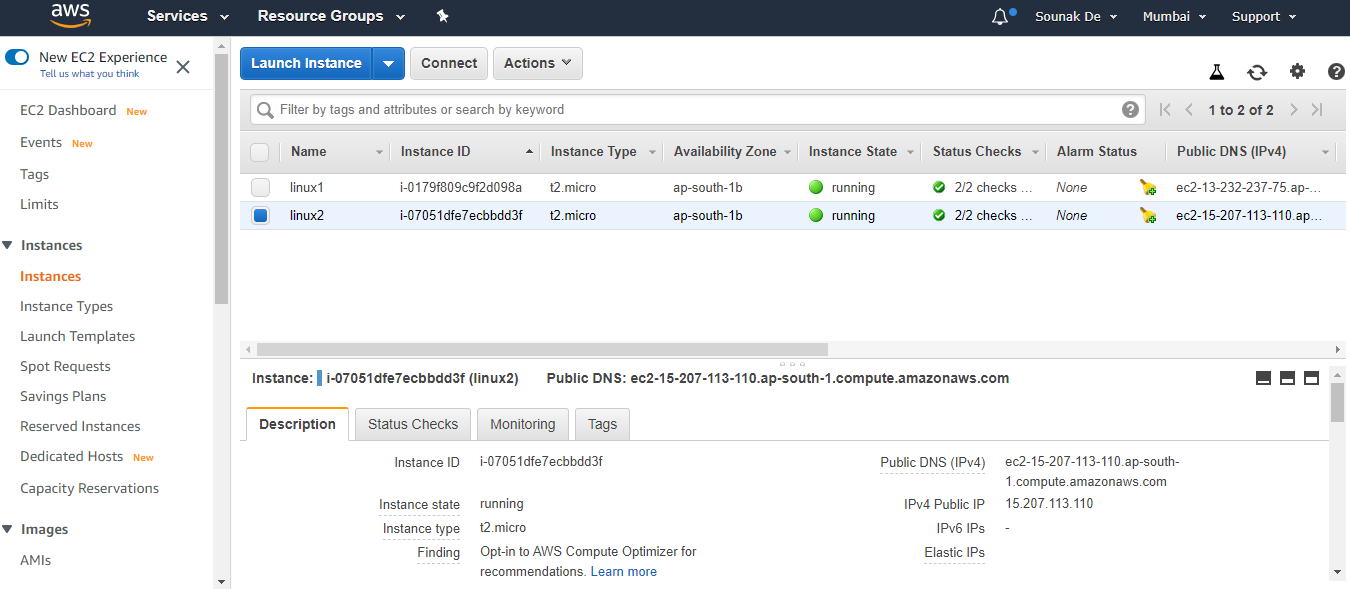 aws Services Resource Groups Sounak De Mumbai Support
New EC2 Experience
Tell us what you think
EC2 Dashboard New
Events New
Tags
Limits
Instances
Instances
Instance Types
Launch Templates
Spot Requests
Savings Plans
Reserved Instances
Dedicated Hosts New
Capacity Reservations
Images
AMIs
Launch Instance Connect Actions
Filter by tags and attributes or search by keyword 1 to 2 of 2
Name Instance ID Instance Type Availability Zone Instance State Status Checks Alarm Status Public DNS (IPv4)
linux1 i-0179f809c9f2d098a t2.micro ap-south-1b running 2/2 checks ... None ec2-13-232-237-75.ap-...
linux2 i-07051dfe7ecbbdd3f t2.micro ap-south-1b running 2/2 checks ... None ec2-15-207-113-110.ap...
Instance: i-07051dfe7ecbbdd3f (linux2) Public DNS: ec2-15-207-113-110.ap-south-1.compute.amazonaws.com
Description Status Checks Monitoring Tags
Instance ID i-07051dfe7ecbbdd3f
Instance state running
Instance type t2.micro
Finding Opt-in to AWS Compute Optimizer for
recommendations. Learn more
Public DNS (IPv4) ec2-15-207-113-110.ap-south-
1.compute.amazonaws.com
IPv4 Public IP 15.207.113.110
IPv6 IPs -
Elastic IPs